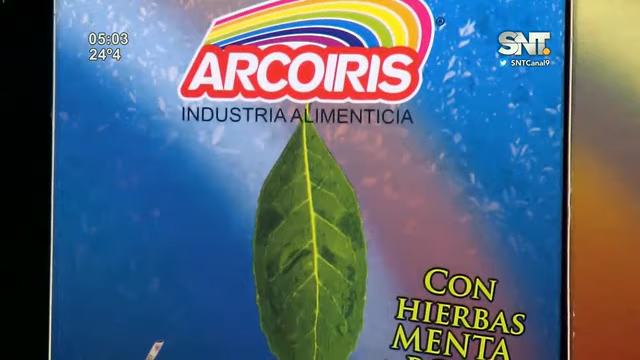 05:03
24°4
SNT.
SNTCanal9
ARCOIRIS
®
INDUSTRIA ALIMENTICIA
CON
HIERBAS
MENTA